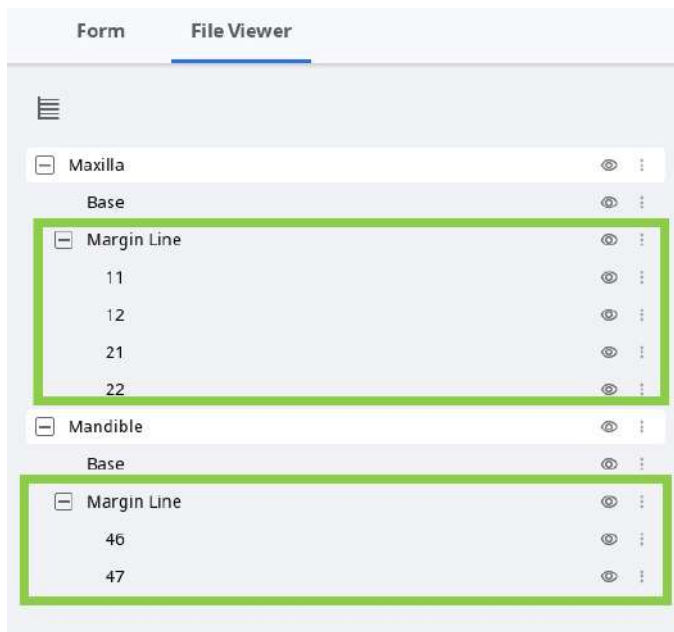 Form File Viewer
Maxilla
Base
Margin Line
11
12
21
22
Mandible
Base
Margin Line
46
47